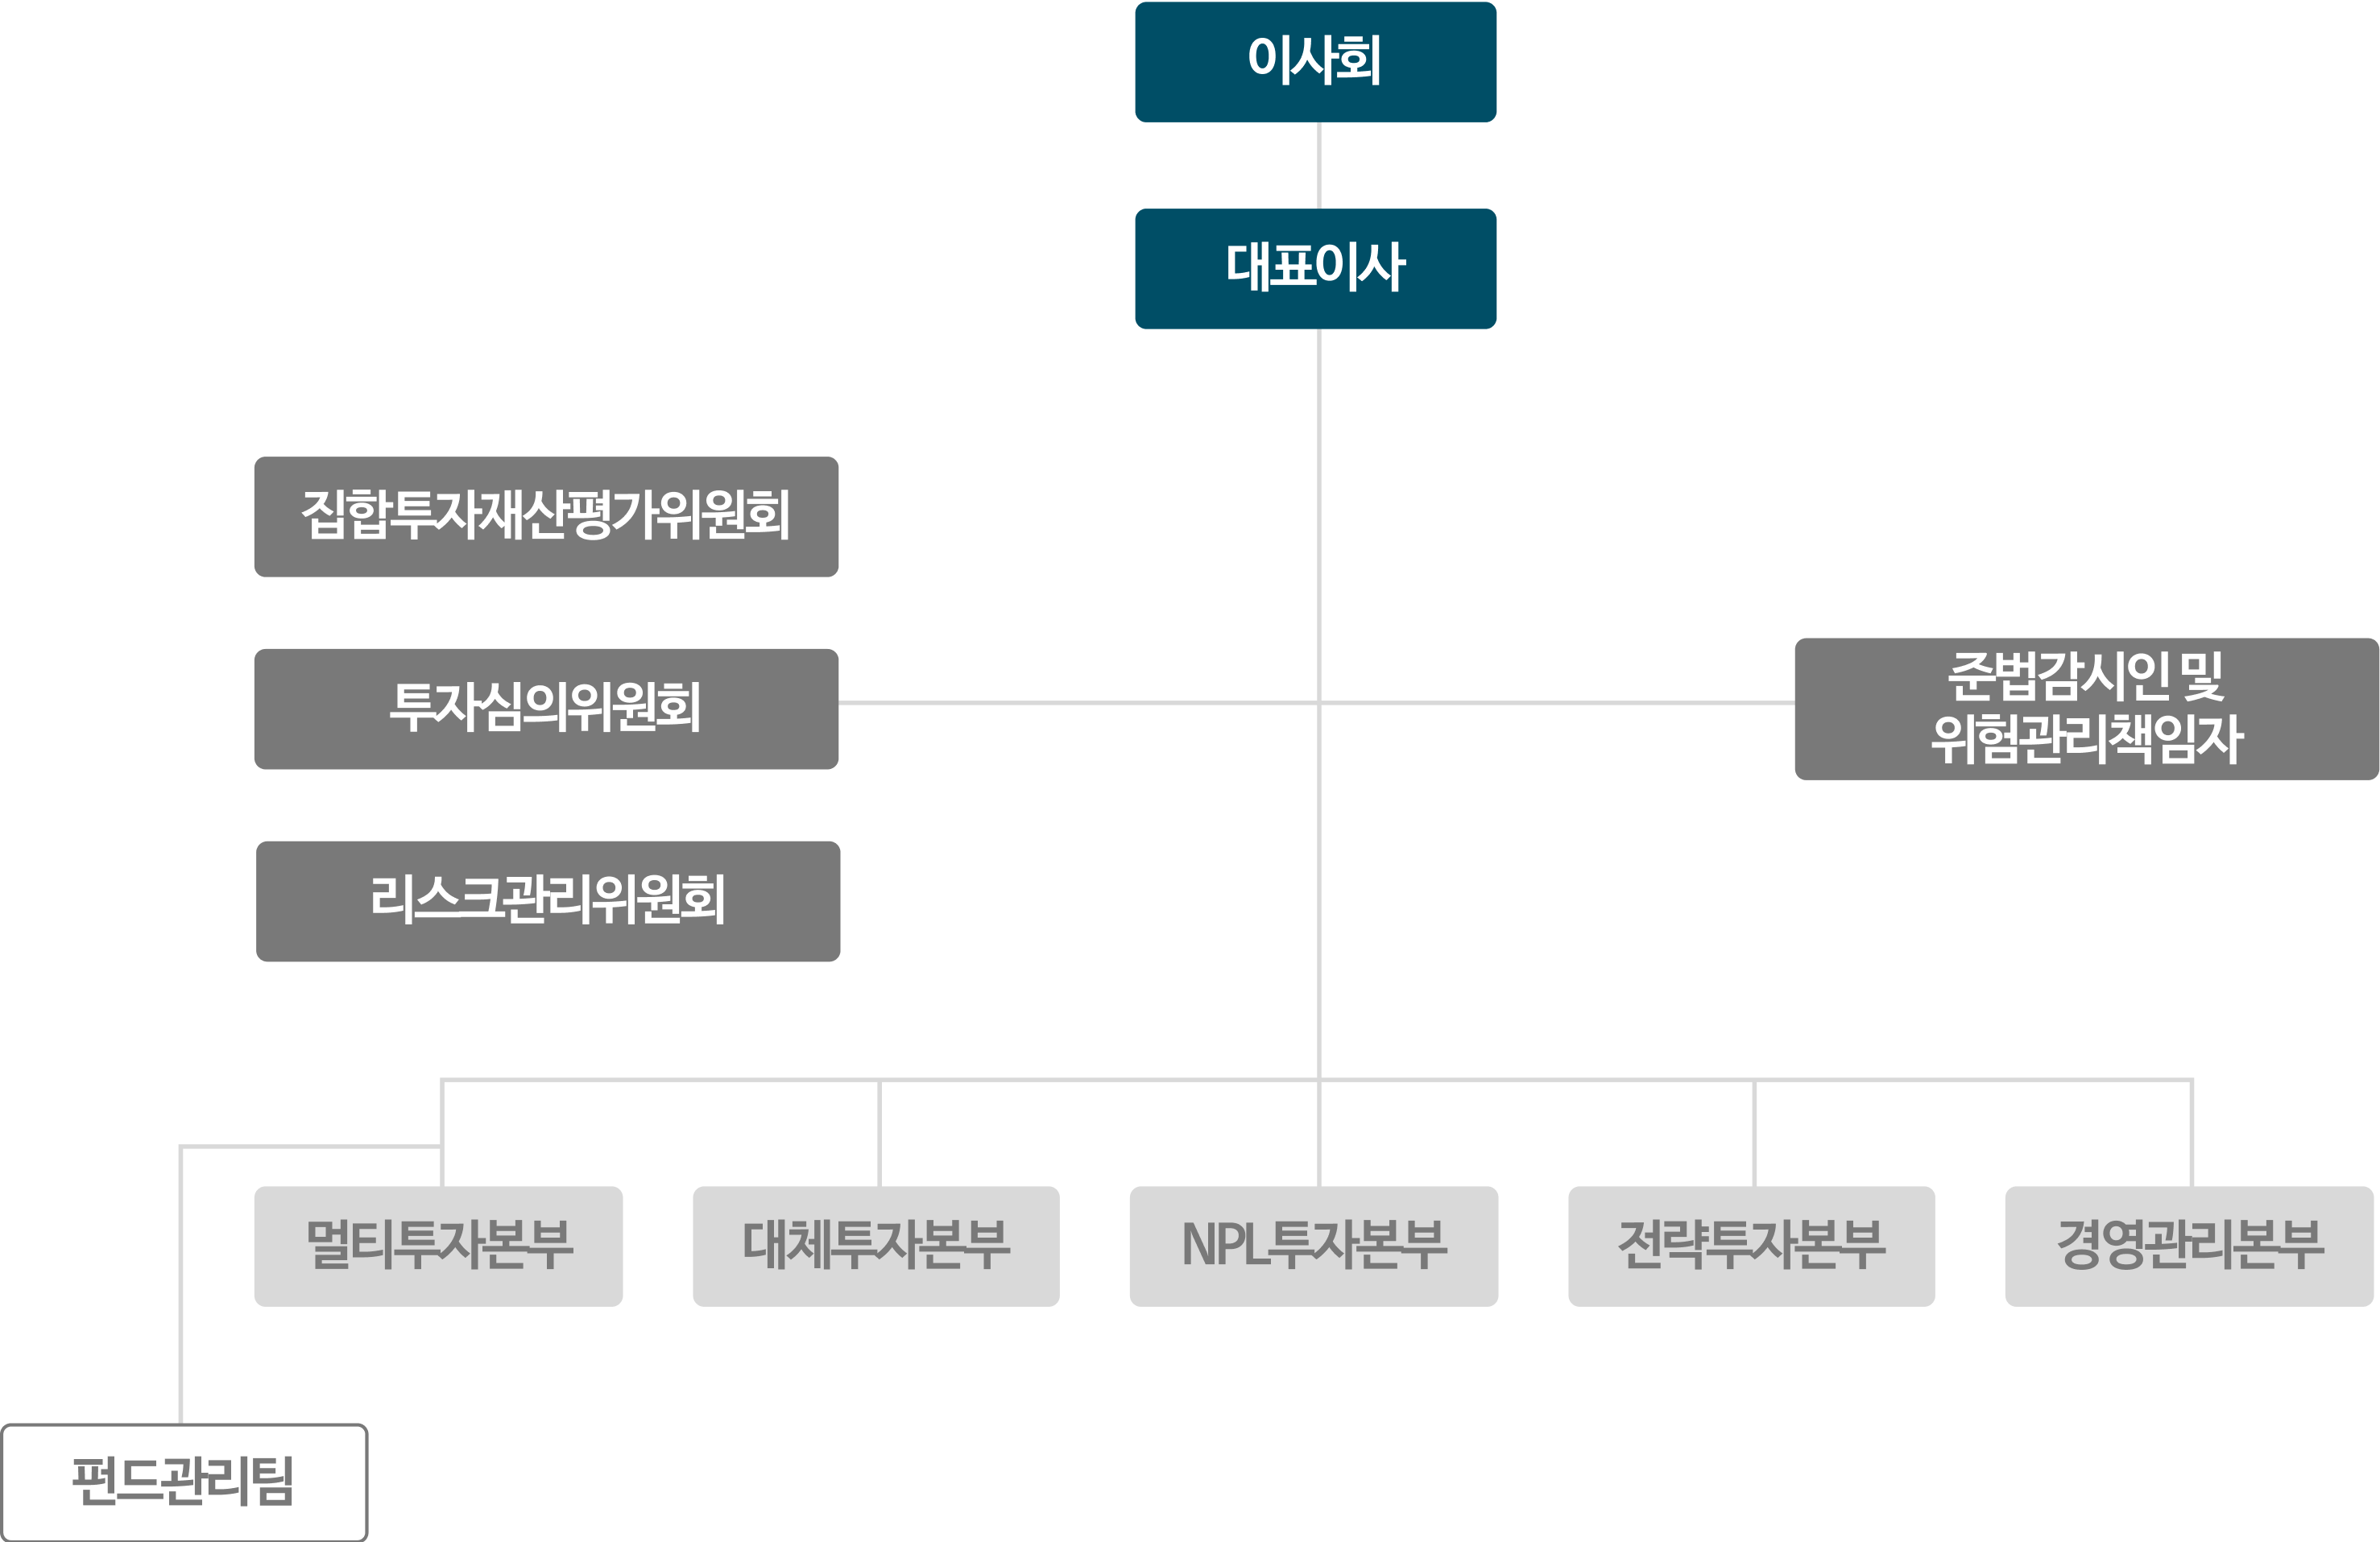 이사회
대표이사
집합투자재산평가위원회
투자심의위원회
준법감시인 및
위험관리책임자
리스크관리위원회
멀티투자본부
대체투자본부
NPL투자본부
관투자본부
경영관리본부
펀드관리팀